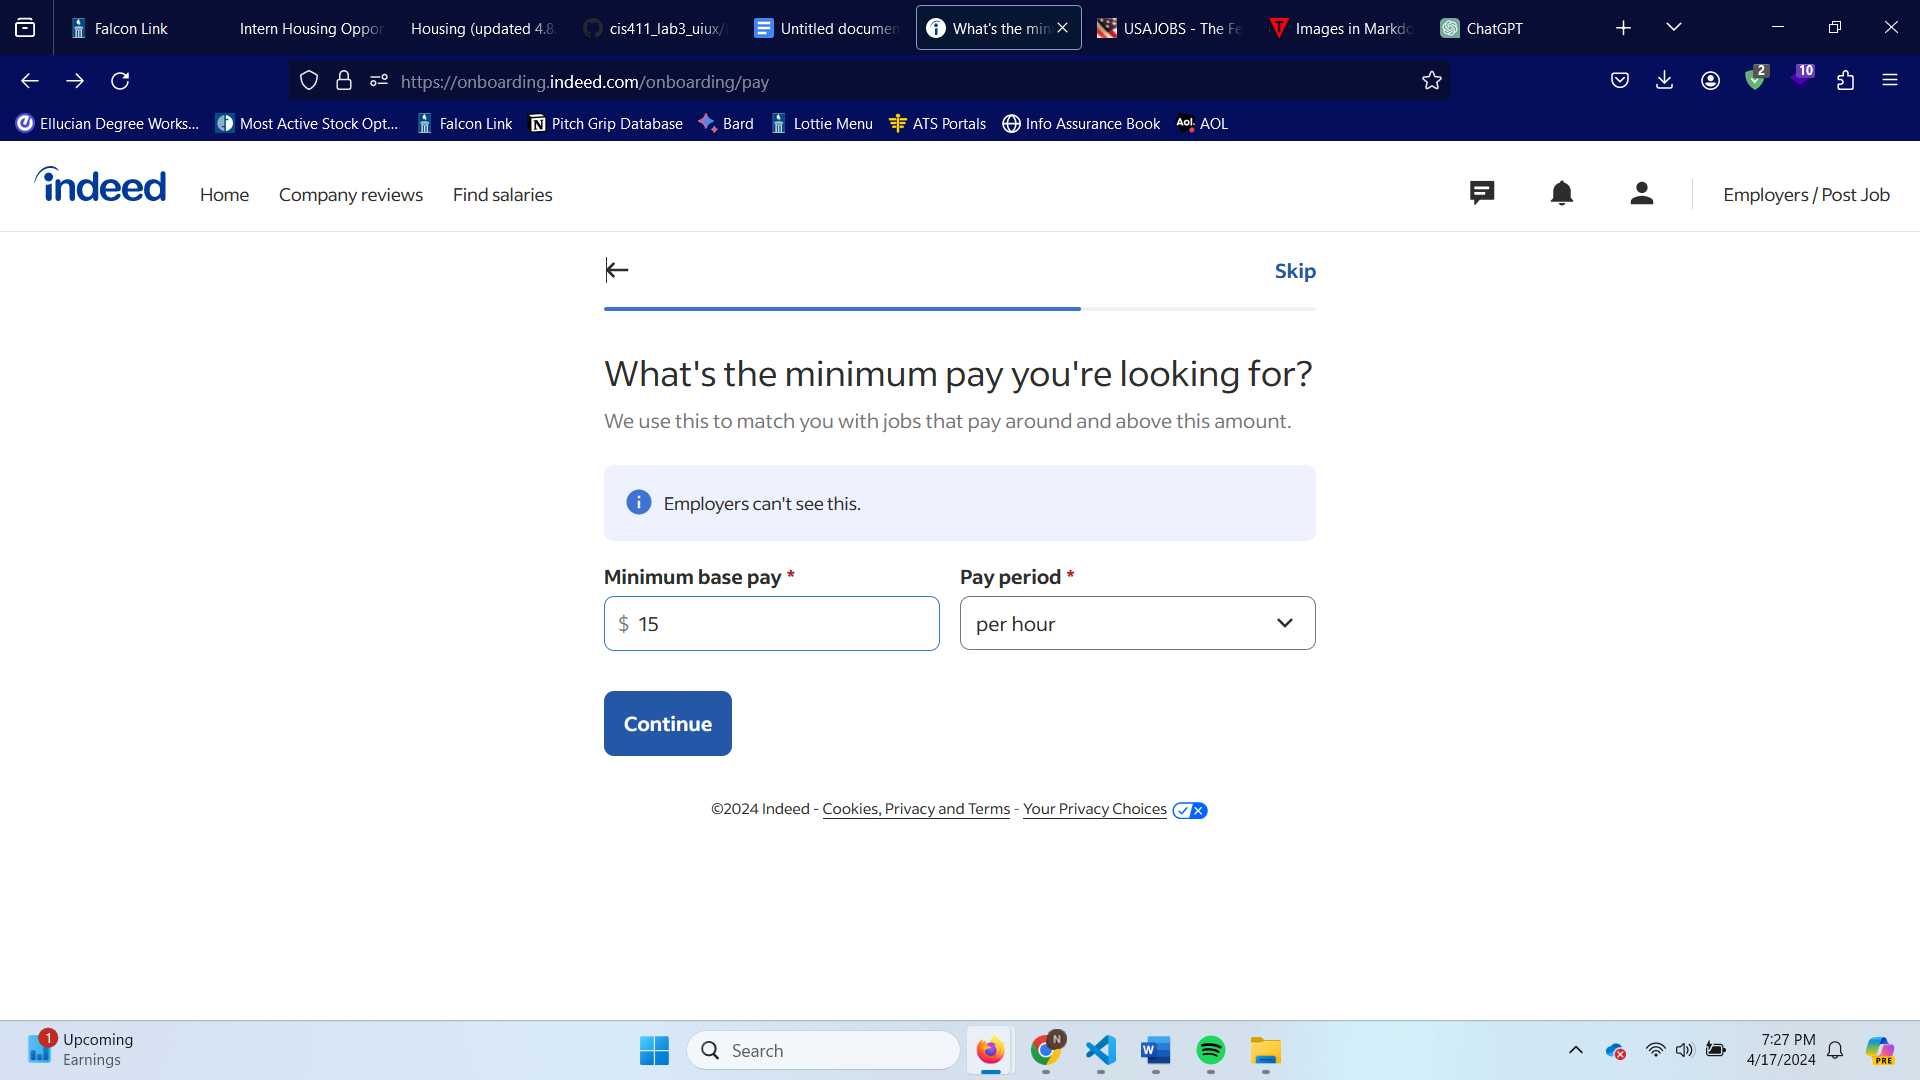 Falcon Link
Intern Housing Oppor
Housing (updated 4.8.
cis411_lab3_uiux/
Untitled documen
What's the min
USAJOBS - The Fe
Images in Markdo
ChatGPT
https://onboarding.indeed.com/onboarding/pay
2
10
Ellucian Degree Works...
Most Active Stock Opt...
Falcon Link
Pitch Grip Database
Bard
Lottie Menu
ATS Portals
Info Assurance Book
Aol.
AOL
indeed
Home
Company reviews
Find salaries
Employers / Post Job
Skip
What's the minimum pay you're looking for?
We use this to match you with jobs that pay around and above this amount.
Employers can't see this.
Minimum base pay *
Pay period *
$ 15
per hour
Continue
©2024 Indeed - Cookies, Privacy and Terms - Your Privacy Choices
1
Upcoming
Earnings
Search
N
W
7:27 PM
4/17/2024
PRE